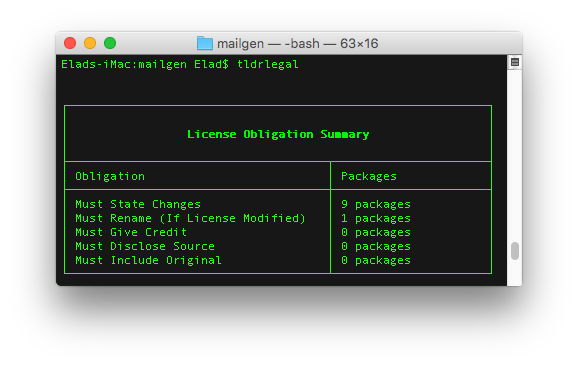 mailgen — -bash — 63×16
Elads-iMac:mailgen Elad$ tldrlegal
License Obligation Summary
Obligation Packages
Must State Changes 9 packages
Must Rename (If License Modified) 1 packages
Must Give Credit 0 packages
Must Disclose Source 0 packages
Must Include Original 0 packages